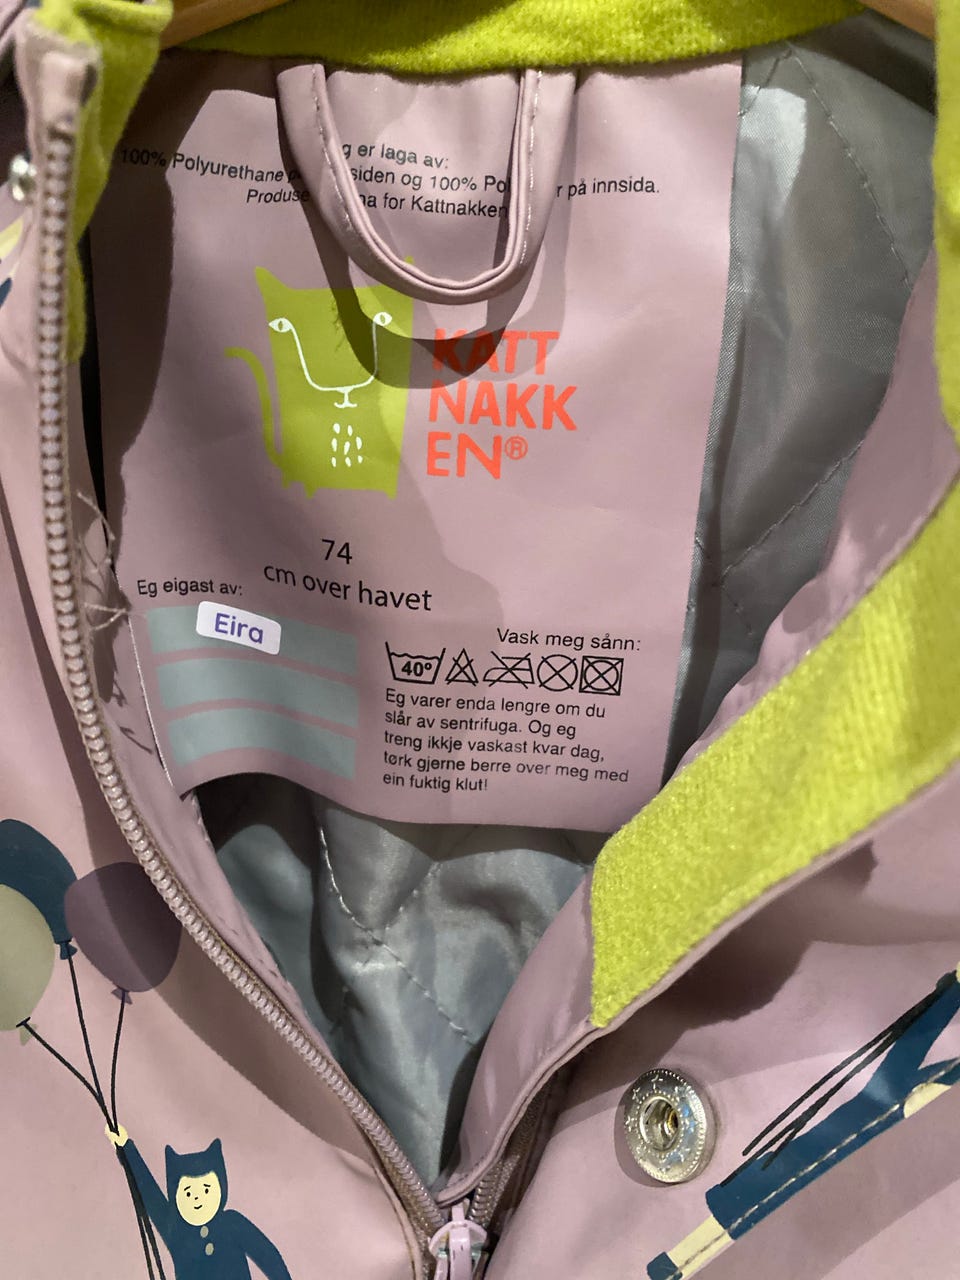 g er laga av:
100% Polyurethane siden og 100% Pol r på innsida.
Produse na for Kattnakken
KATT
NAKK
EN®
74
cm over havet
Eg eigast av:
Eira
Vask meg sånn:
40°
Eg varer enda lengre om du
slår av sentrifuga. Og eg
treng ikkje vaskast kvar dag,
tørk gjerne berre over meg med
ein fuktig klut!